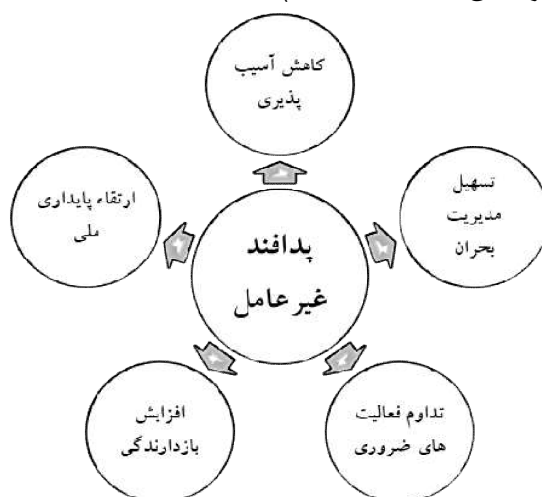 کاهش آسیب
پذیری
تسهیل
مدیریت
بحران
ارتقاء پایداری
ملی
پدافند
غیرعامل
تداوم فعالیت
های ضروری
افزایش
بازدارندگی